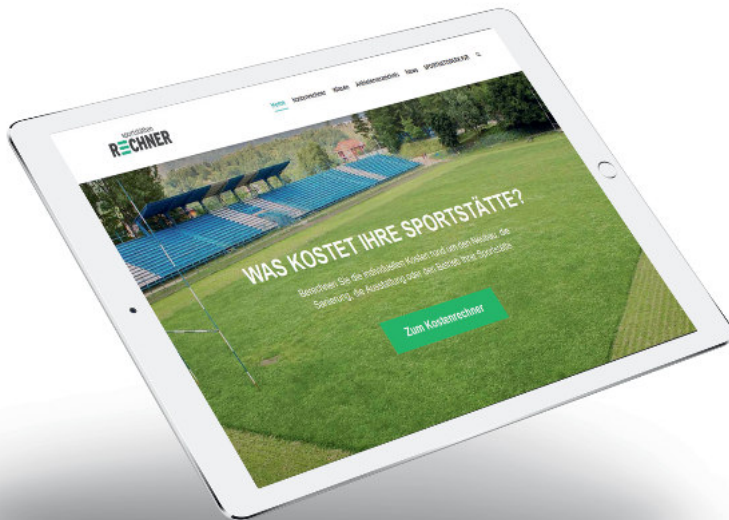 sportstätten
RECHNER
Home Kostenrechner Wissen Anbieterverzeichnis News
WAS KOSTET IHRE SPORTSTÄTTE?
Berechnen Sie die individuellen Kosten rund um den Neubau, die
Sanierung, die Ausstattung oder den Betrieb Ihrer Sportstätte.
Zum Kostenrechner